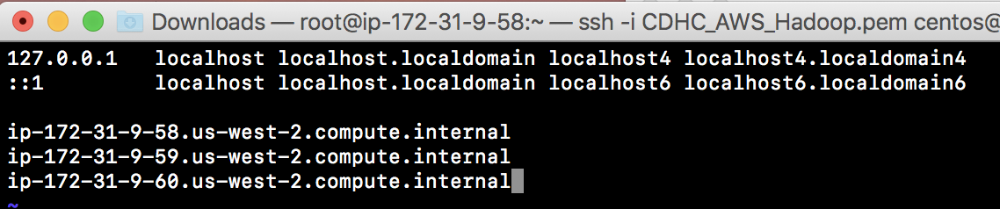 Downloads — root@ip-172-31-9-58:~ — ssh -i CDHC_AWS_Hadoop.pem centos@
127.0.0.1   localhost localhost.localdomain localhost4 localhost4.localdomain4
::1         localhost localhost.localdomain localhost6 localhost6.localdomain6
ip-172-31-9-58.us-west-2.compute.internal
ip-172-31-9-59.us-west-2.compute.internal
ip-172-31-9-60.us-west-2.compute.internal
~